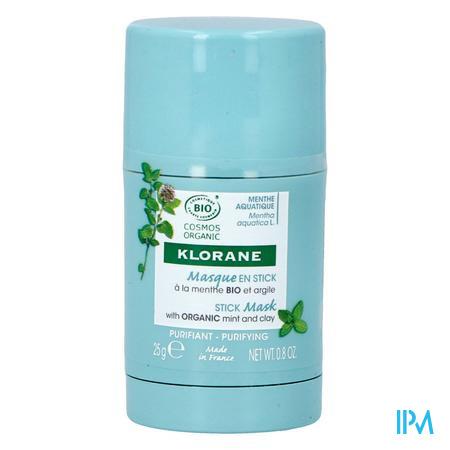 MENTHE
AQUATIQUE
Mentha
aquatica L.
BIO
COSMOS
ORGANIC
KLORANE
Masque EN STICK
à la menthe BIO et argile
STICK Mask
with ORGANIC mint and clay
PURIFIANT - PURIFYING
25 g e Made in France NET WT. 0.8 OZ.
IPM